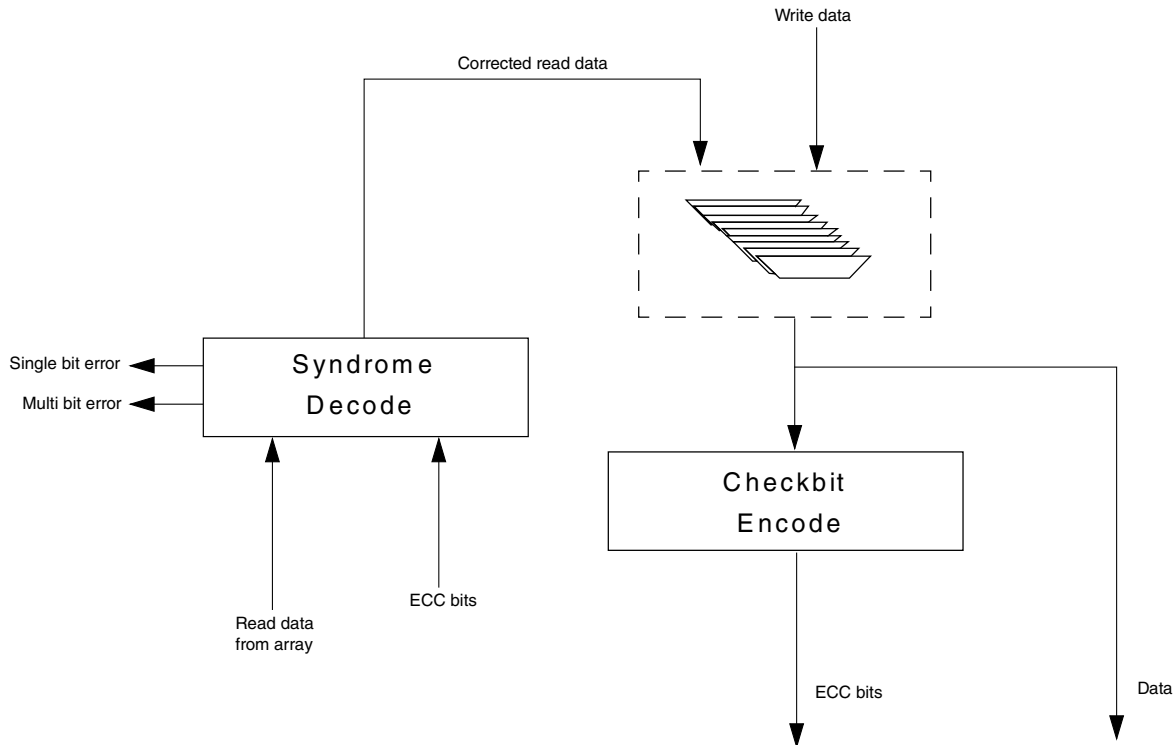 Write data
Corrected read data
Single bit error
Multi bit error
Syndrome
Decode
Checkbit
Encode
ECC bits
Read data
from array
ECC bits
Data